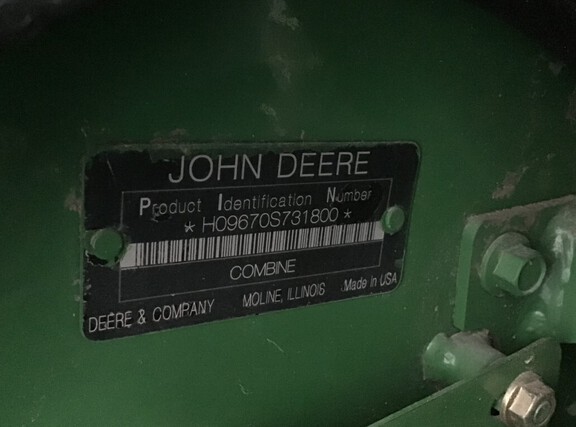 JOHN DEERE
Product Identification Number
* H09670S731800 *
COMBINE
DEERE & COMPANY MOLINE, ILLINOIS Made in USA